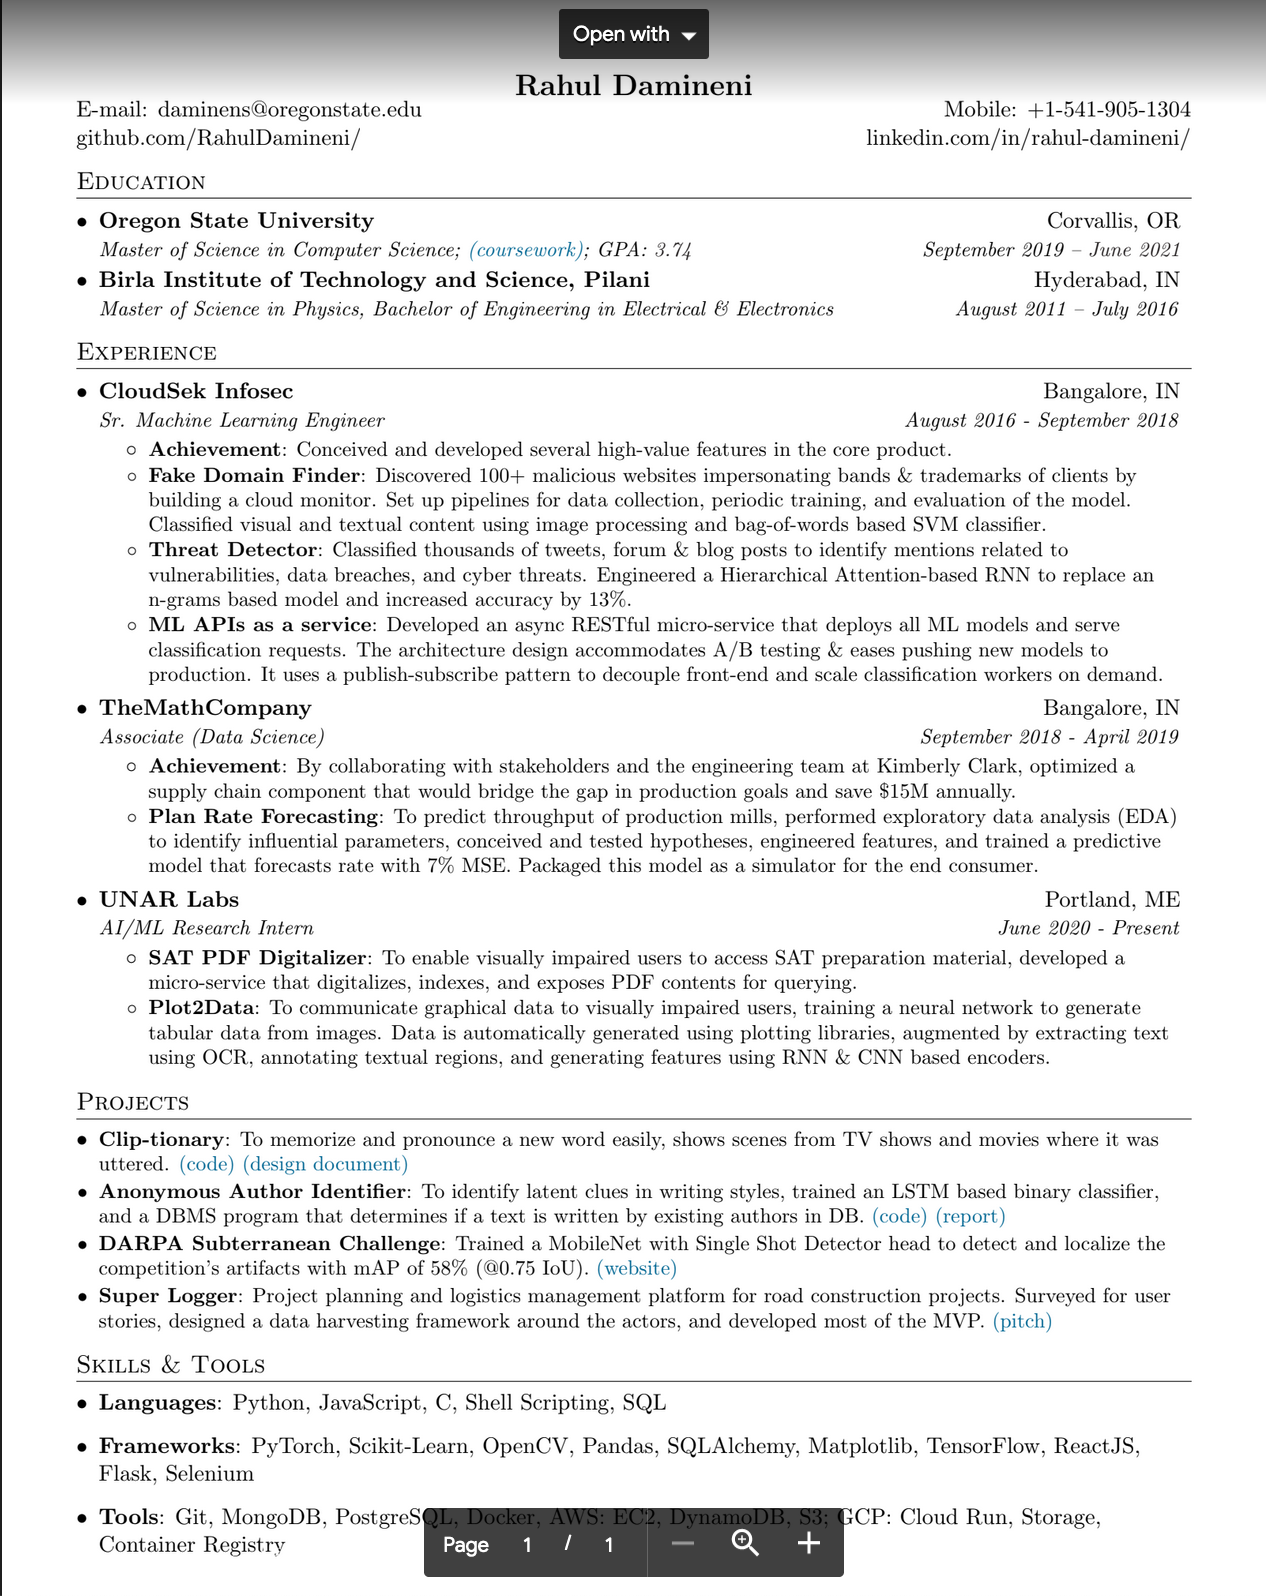 Open with
Rahul Damineni
E-mail: daminens@oregonstate.edu Mobile: +1-541-905-1304
github.com/RahulDamineni/ linkedin.com/in/rahul-damineni/
Education
• Oregon State University Corvallis, OR
Master of Science in Computer Science; (coursework); GPA: 3.74 September 2019 – June 2021
• Birla Institute of Technology and Science, Pilani Hyderabad, IN
Master of Science in Physics, Bachelor of Engineering in Electrical & Electronics August 2011 – July 2016
Experience
• CloudSek Infosec Bangalore, IN
Sr. Machine Learning Engineer August 2016 - September 2018
◦ Achievement: Conceived and developed several high-value features in the core product.
◦ Fake Domain Finder: Discovered 100+ malicious websites impersonating bands & trademarks of clients by
building a cloud monitor. Set up pipelines for data collection, periodic training, and evaluation of the model.
Classified visual and textual content using image processing and bag-of-words based SVM classifier.
◦ Threat Detector: Classified thousands of tweets, forum & blog posts to identify mentions related to
vulnerabilities, data breaches, and cyber threats. Engineered a Hierarchical Attention-based RNN to replace an
n-grams based model and increased accuracy by 13%.
◦ ML APIs as a service: Developed an async RESTful micro-service that deploys all ML models and serve
classification requests. The architecture design accommodates A/B testing & eases pushing new models to
production. It uses a publish-subscribe pattern to decouple front-end and scale classification workers on demand.
• TheMathCompany Bangalore, IN
Associate (Data Science) September 2018 - April 2019
◦ Achievement: By collaborating with stakeholders and the engineering team at Kimberly Clark, optimized a
supply chain component that would bridge the gap in production goals and save $15M annually.
◦ Plan Rate Forecasting: To predict throughput of production mills, performed exploratory data analysis (EDA)
to identify influential parameters, conceived and tested hypotheses, engineered features, and trained a predictive
model that forecasts rate with 7% MSE. Packaged this model as a simulator for the end consumer.
• UNAR Labs Portland, ME
AI/ML Research Intern June 2020 - Present
◦ SAT PDF Digitalizer: To enable visually impaired users to access SAT preparation material, developed a
micro-service that digitalizes, indexes, and exposes PDF contents for querying.
◦ Plot2Data: To communicate graphical data to visually impaired users, training a neural network to generate
tabular data from images. Data is automatically generated using plotting libraries, augmented by extracting text
using OCR, annotating textual regions, and generating features using RNN & CNN based encoders.
Projects
• Clip-tionary: To memorize and pronounce a new word easily, shows scenes from TV shows and movies where it was
uttered. (code) (design document)
• Anonymous Author Identifier: To identify latent clues in writing styles, trained an LSTM based binary classifier,
and a DBMS program that determines if a text is written by existing authors in DB. (code) (report)
• DARPA Subterranean Challenge: Trained a MobileNet with Single Shot Detector head to detect and localize the
competition's artifacts with mAP of 58% (@0.75 IoU). (website)
• Super Logger: Project planning and logistics management platform for road construction projects. Surveyed for user
stories, designed a data harvesting framework around the actors, and developed most of the MVP. (pitch)
Skills & Tools
• Languages: Python, JavaScript, C, Shell Scripting, SQL
• Frameworks: PyTorch, Scikit-Learn, OpenCV, Pandas, SQLAlchemy, Matplotlib, TensorFlow, ReactJS,
Flask, Selenium
• Tools: Git, MongoDB, PostgreSQL, Docker, AWS: EC2, DynamoDB, S3; GCP: Cloud Run, Storage,
Container Registry
Page 1 / 1